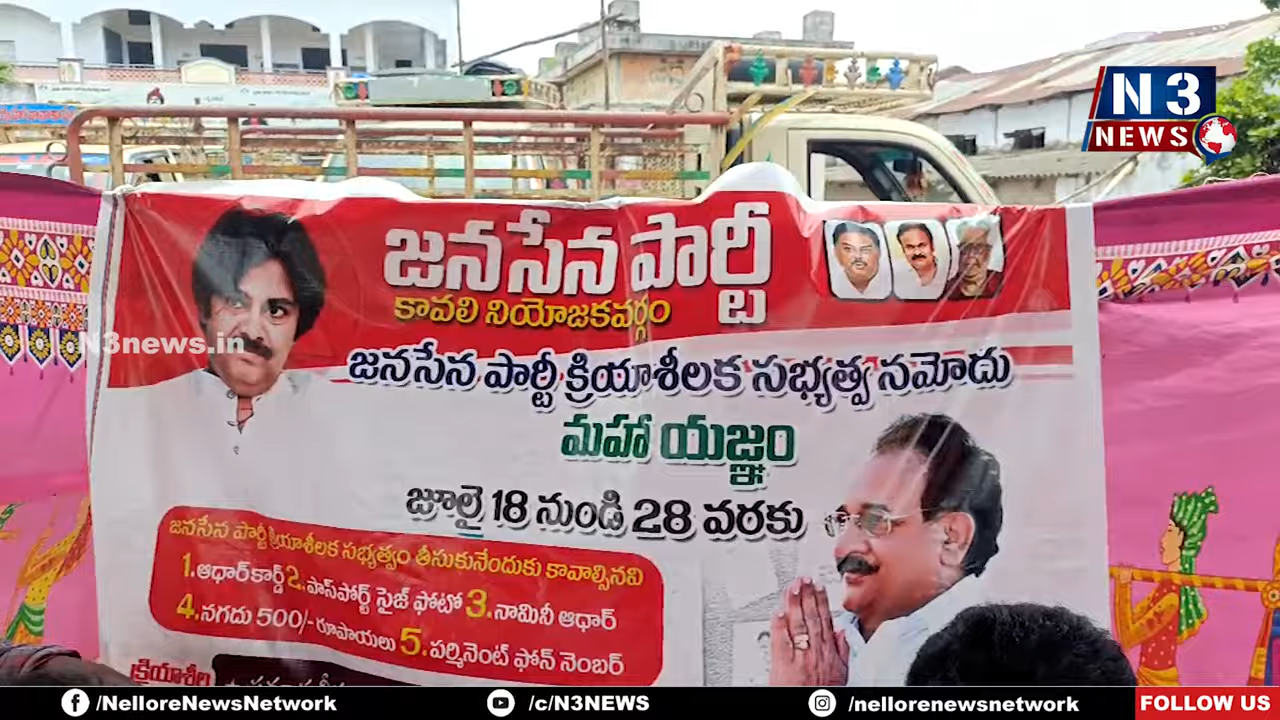 N3
NEWS
జనసేన పార్టీ
కావలి నియోజకవర్గం
N3news.in
జనసేన పార్టీ క్రియాశీలక సభ్యత్వ నమోదు
మహా యజ్ఞం
జూలై 18 నుండి 28 వరకు
జనసేన పార్టీ క్రియాశీలక సభ్యత్వం తీసుకునేందుకు కావాల్సినవి
1. ఆధార్ కార్డ్ 2. పాస్‌పోర్ట్ సైజ్ ఫోటో 3. నామినీ ఆధార్
4. నగదు 500/- రూపాయలు 5. పర్మినెంట్ ఫోన్ నెంబర్
క్రియాశీల
/NelloreNewsNetwork
/c/N3NEWS
/nellorenewsnetwork
FOLLOW US